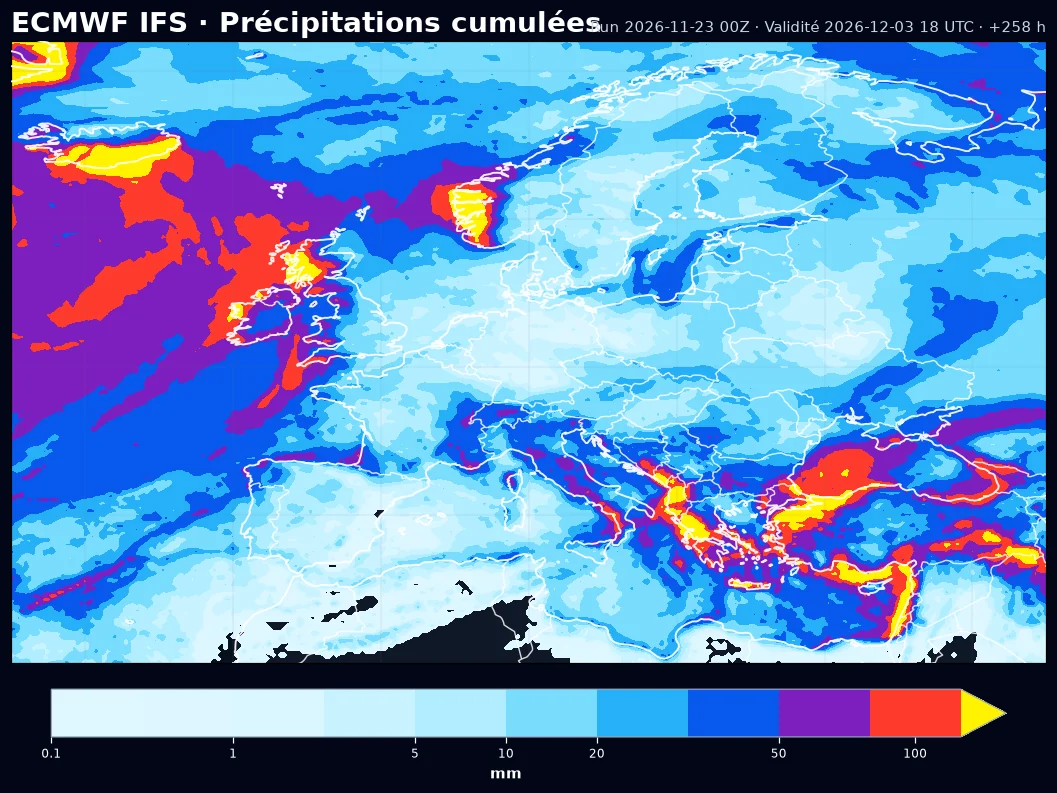 ECMWF IFS · Précipitations cumulées
Run 2026-11-23 00Z · Validité 2026-12-03 18 UTC · +258 h
0.1 1 5 10 20 50 100
mm